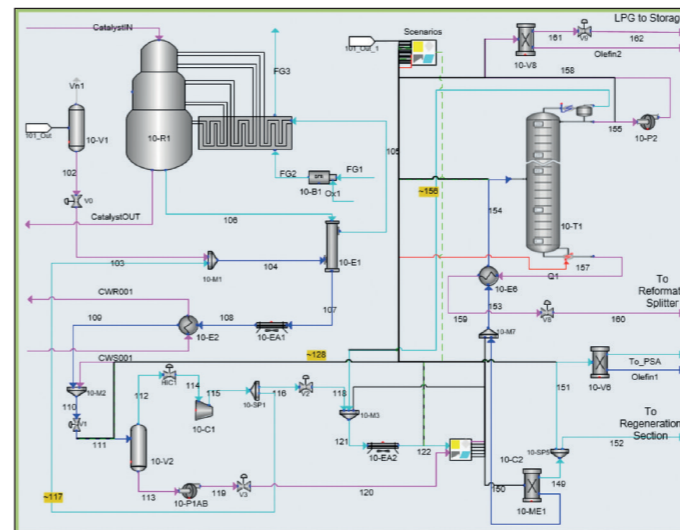 LPG to Storag
CatalystIN
101_Out_1
Scenarios
161
V9
162
10-V8
Olefin2
Vn1
FG3
158
10-R1
155
10-P2
101_Out
10-V1
105
FG2
FG1
102
10-B1
Ox1
~156
V0
CatalystOUT
106
154
10-T1
103
104
10-E1
157
10-M1
Q1
To
Reformat
Splitter
10-E6
CWR001
107
153
159
V8
160
109
108
10-E2
10-EA1
10-M7
CWS001
~128
151
To_PSA
10-V6
Olefin1
10-M2
112
HIC1
114
115
116
118
110
10-SP1
V2
10-M3
To
Regeneration
Section
V1
111
10-C1
121
122
152
10-V2
10-EA2
10-C2
10-SP5
149
113
119
120
150
~117
10-P1AB
V3
10-ME1